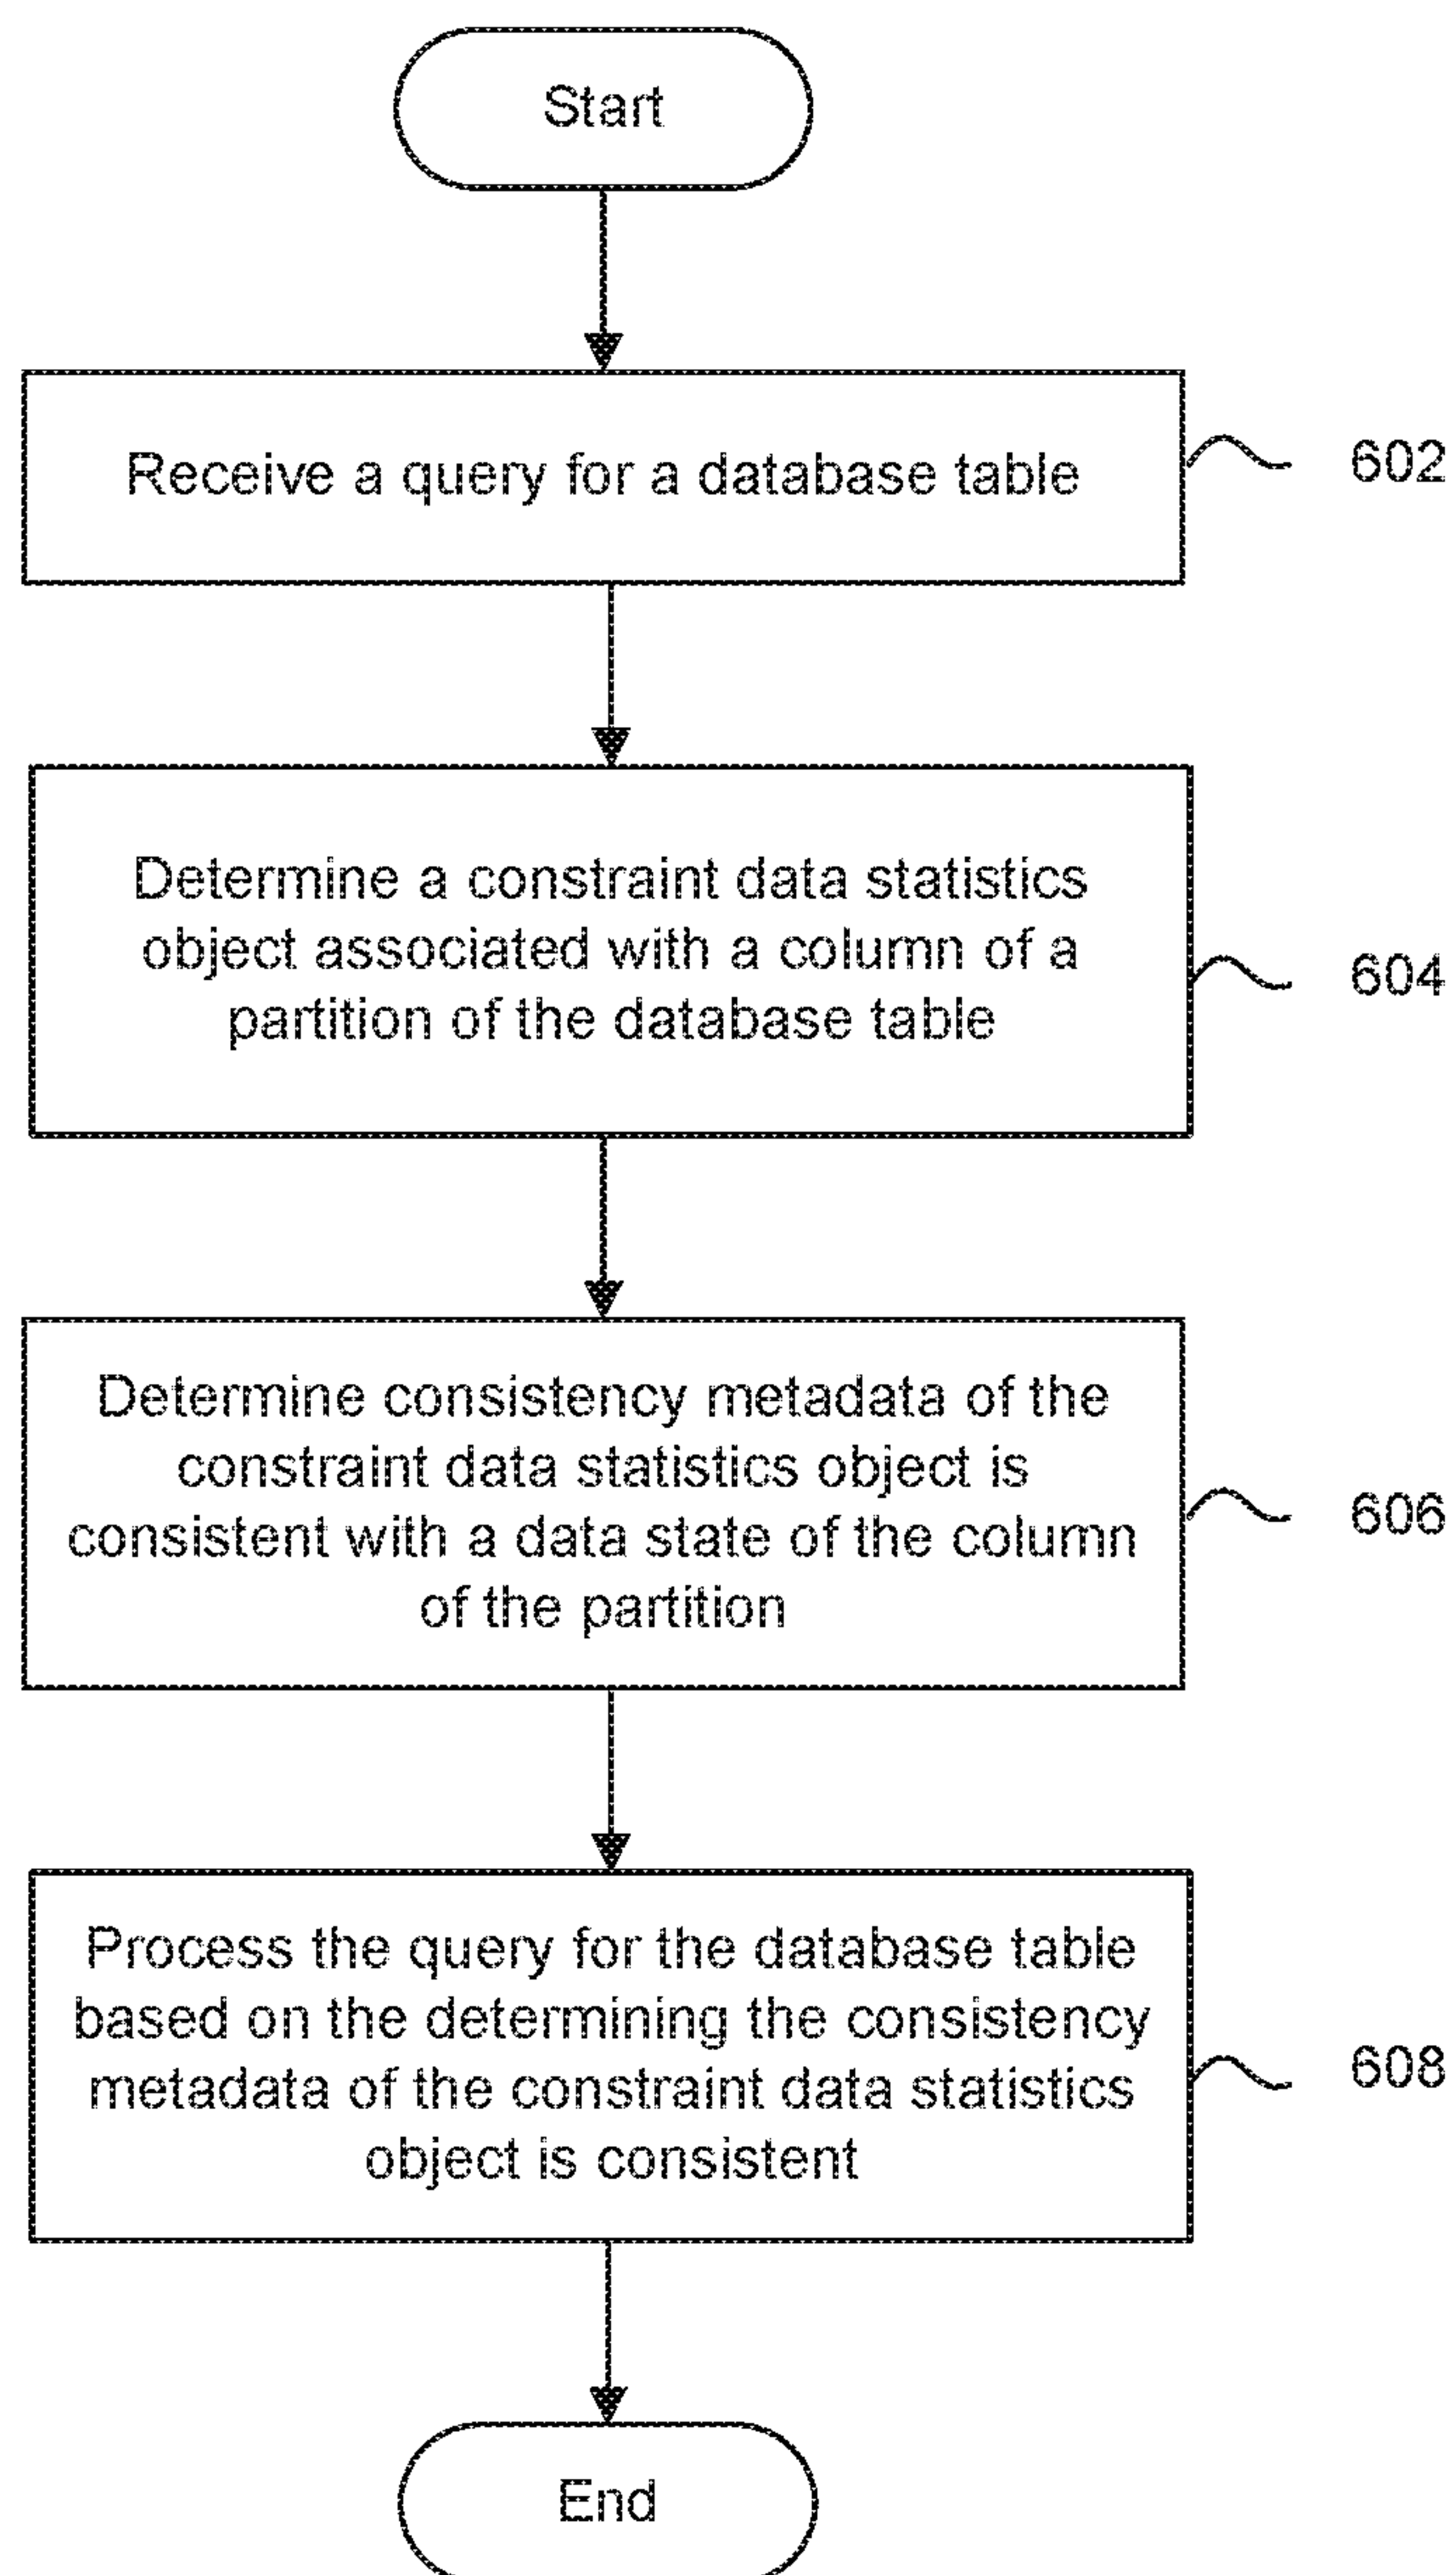 Start
Receive a query for a database table
602
Determine a constraint data statistics
object associated with a column of a
partition of the database table
604
Determine consistency metadata of the
constraint data statistics object is
consistent with a data state of the column
of the partition
606
Process the query for the database table
based on the determining the consistency
metadata of the constraint data statistics
object is consistent
608
End